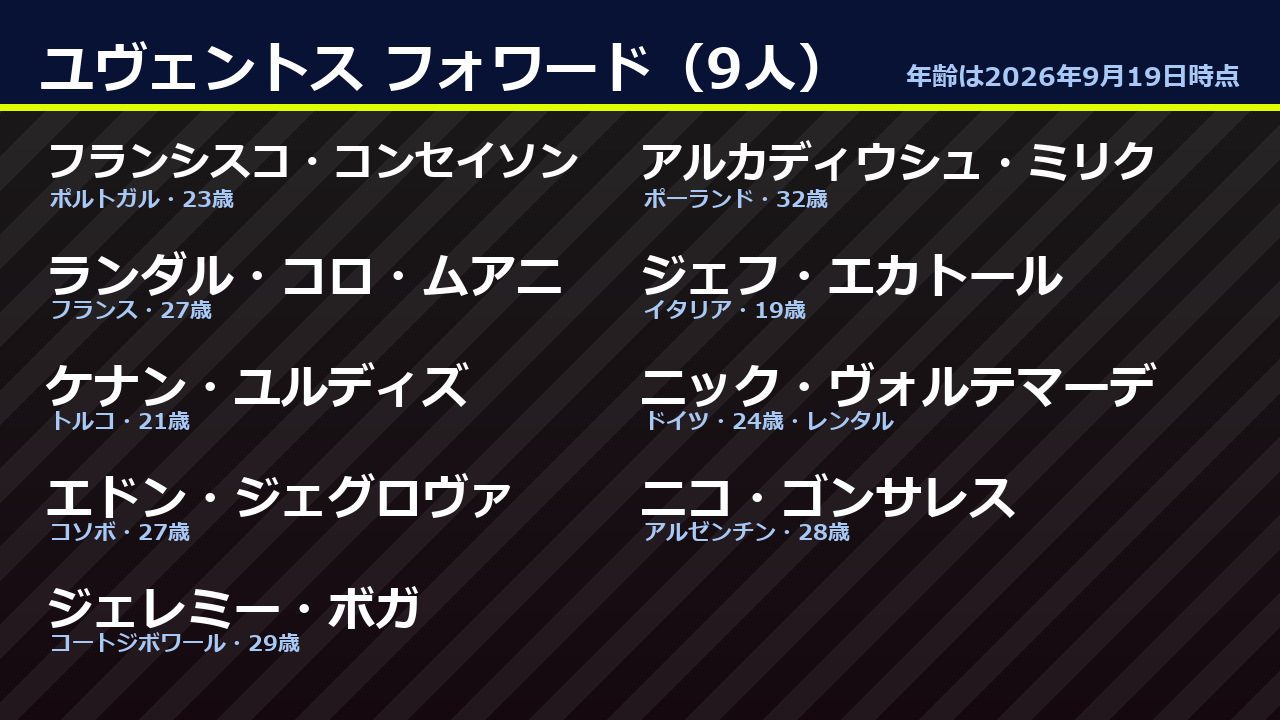 ユヴェントス フォワード（9人）
年齢は2026年9月19日時点
フランシスコ・コンセイソン
ポルトガル・23歳
ランダル・コロ・ムアニ
フランス・27歳
ケナン・ユルディズ
トルコ・21歳
エドン・ジェグロヴァ
コソボ・27歳
ジェレミー・ボガ
コートジボワール・29歳
アルカディウシュ・ミリク
ポーランド・32歳
ジェフ・エカトール
イタリア・19歳
ニック・ヴォルテマーデ
ドイツ・24歳・レンタル
ニコ・ゴンサレス
アルゼンチン・28歳